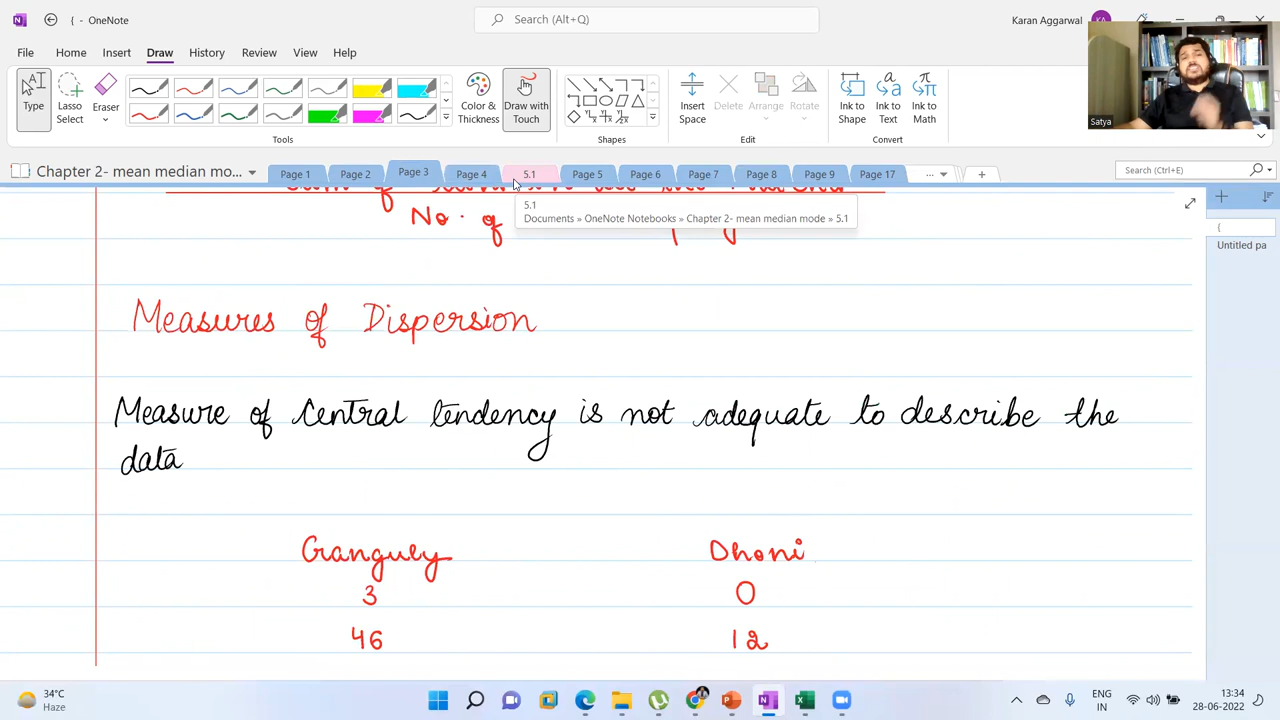 { - OneNote
Search (Alt+Q)
Karan Aggarwal
KA
File Home Insert Draw History Review View Help
Type
Lasso Select
Eraser
Color & Thickness
Draw with Touch
Insert Space
Delete
Arrange
Rotate
Ink to Shape
Ink to Text
Ink to Math
Tools
Shapes
Edit
Convert
Satya
Chapter 2- mean median mo...
Page 1 Page 2 Page 3 Page 4 5.1 Page 5 Page 6 Page 7 Page 8 Page 9 Page 17 ...
Search (Ctrl+E)
5.1
Documents » OneNote Notebooks » Chapter 2- mean median mode » 5.1
{
Untitled pa
No. of
Measures of Dispersion
Measure of Central tendency is not adequate to describe the
data
Ganguly Dhoni
3 0
46 12
34°C
Haze
ENG
IN
13:34
28-06-2022